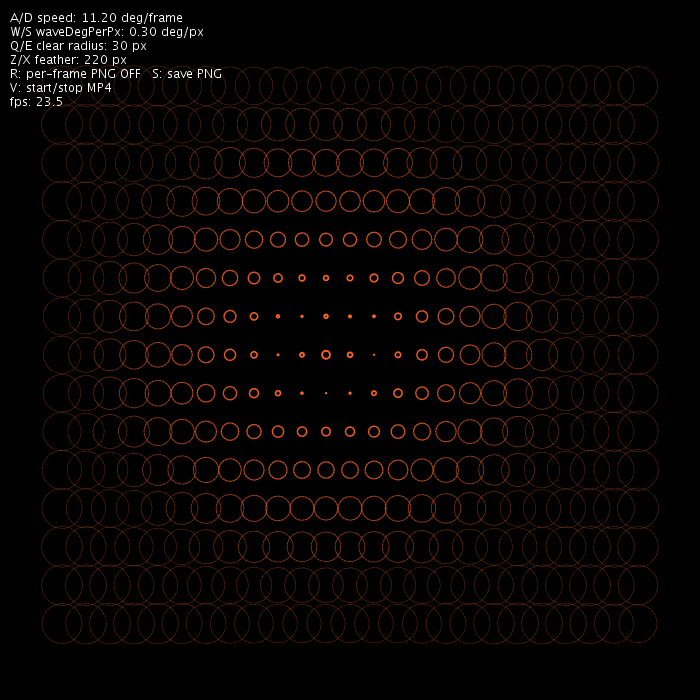 A/D speed: 11.20 deg/frame
W/S waveDegPerPx: 0.30 deg/px
Q/E clear radius: 30 px
Z/X feather: 220 px
R: per-frame PNG OFF   S: save PNG
V: start/stop MP4
fps: 23.5